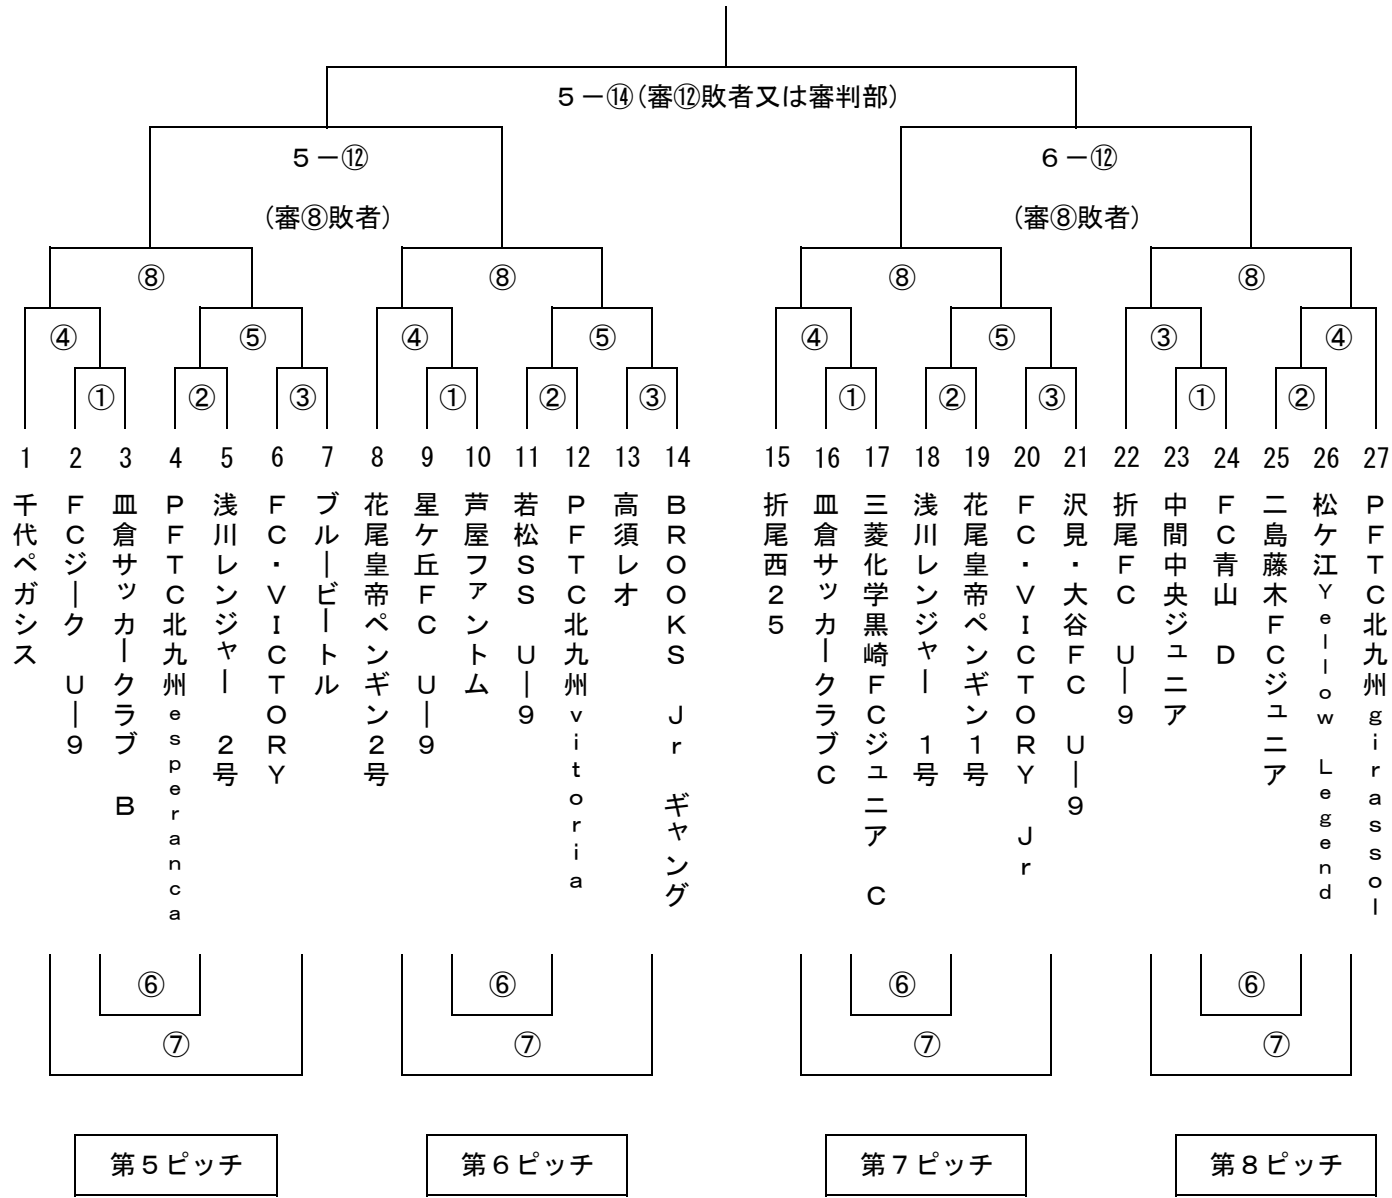 ５－⑭(審⑫敗者又は審判部)
５－⑫
６－⑫
(審⑧敗者)
(審⑧敗者)
⑧
⑧
⑧
⑧
④
⑤
④
⑤
④
⑤
③
④
①
②
③
①
②
③
①
②
③
①
②
1
2
3
4
5
6
7
8
9
10
11
12
13
14
15
16
17
18
19
20
21
22
23
24
25
26
27
千代ペガシス
ＦＣジーク　Ｕ－９
皿倉サッカークラブ　Ｂ
ＰＦＴＣ北九州ｅｓｐｅｒａｎｃａ
浅川レンジャー　２号
ＦＣ・ＶＩＣＴＯＲＹ
ブルービートル
花尾皇帝ペンギン２号
星ケ丘ＦＣ　Ｕ－９
芦屋ファントム
若松ＳＳ　Ｕ－９
ＰＦＴＣ北九州ｖｉｔｏｒｉａ
高須レオ
ＢＲＯＯＫＳ　Ｊｒ　ギャング
折尾西２５
皿倉サッカークラブＣ
三菱化学黒崎ＦＣジュニア　Ｃ
浅川レンジャー　１号
花尾皇帝ペンギン１号
ＦＣ・ＶＩＣＴＯＲＹ　Ｊｒ
沢見・大谷ＦＣ　Ｕ－９
折尾ＦＣ　Ｕ－９
中間中央ジュニア
ＦＣ青山　Ｄ
二島藤木ＦＣジュニア
松ケ江Ｙｅｌｌｏｗ　Ｌｅｇｅｎｄ
ＰＦＴＣ北九州ｇｉｒａｓｓｏｌ
⑥
⑥
⑥
⑥
⑦
⑦
⑦
⑦
第５ピッチ
第６ピッチ
第７ピッチ
第８ピッチ